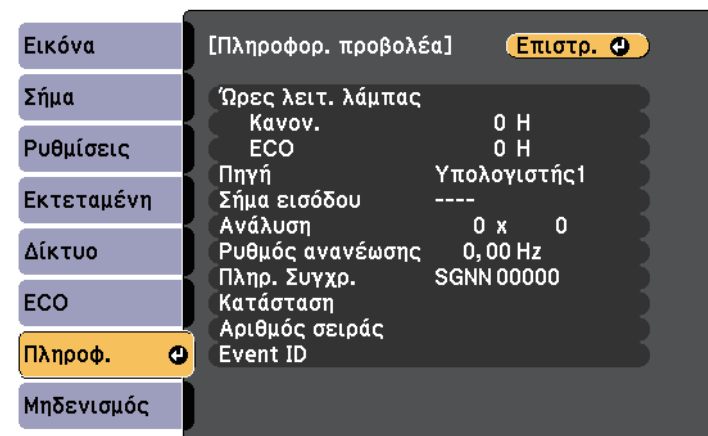 Εικόνα
Σήμα
Ρυθμίσεις
Εκτεταμένη
Δίκτυο
ECO
Πληροφ.
Μηδενισμός
[Πληροφορ. προβολέα] Επιστρ.
Ώρες λειτ. λάμπας
Κανον. 0 H
ECO 0 H
Πηγή Υπολογιστής1
Σήμα εισόδου ----
Ανάλυση 0 x 0
Ρυθμός ανανέωσης 0,00 Hz
Πληρ. Συγχρ. SGNN 00000
Κατάσταση
Αριθμός σειράς
Event ID